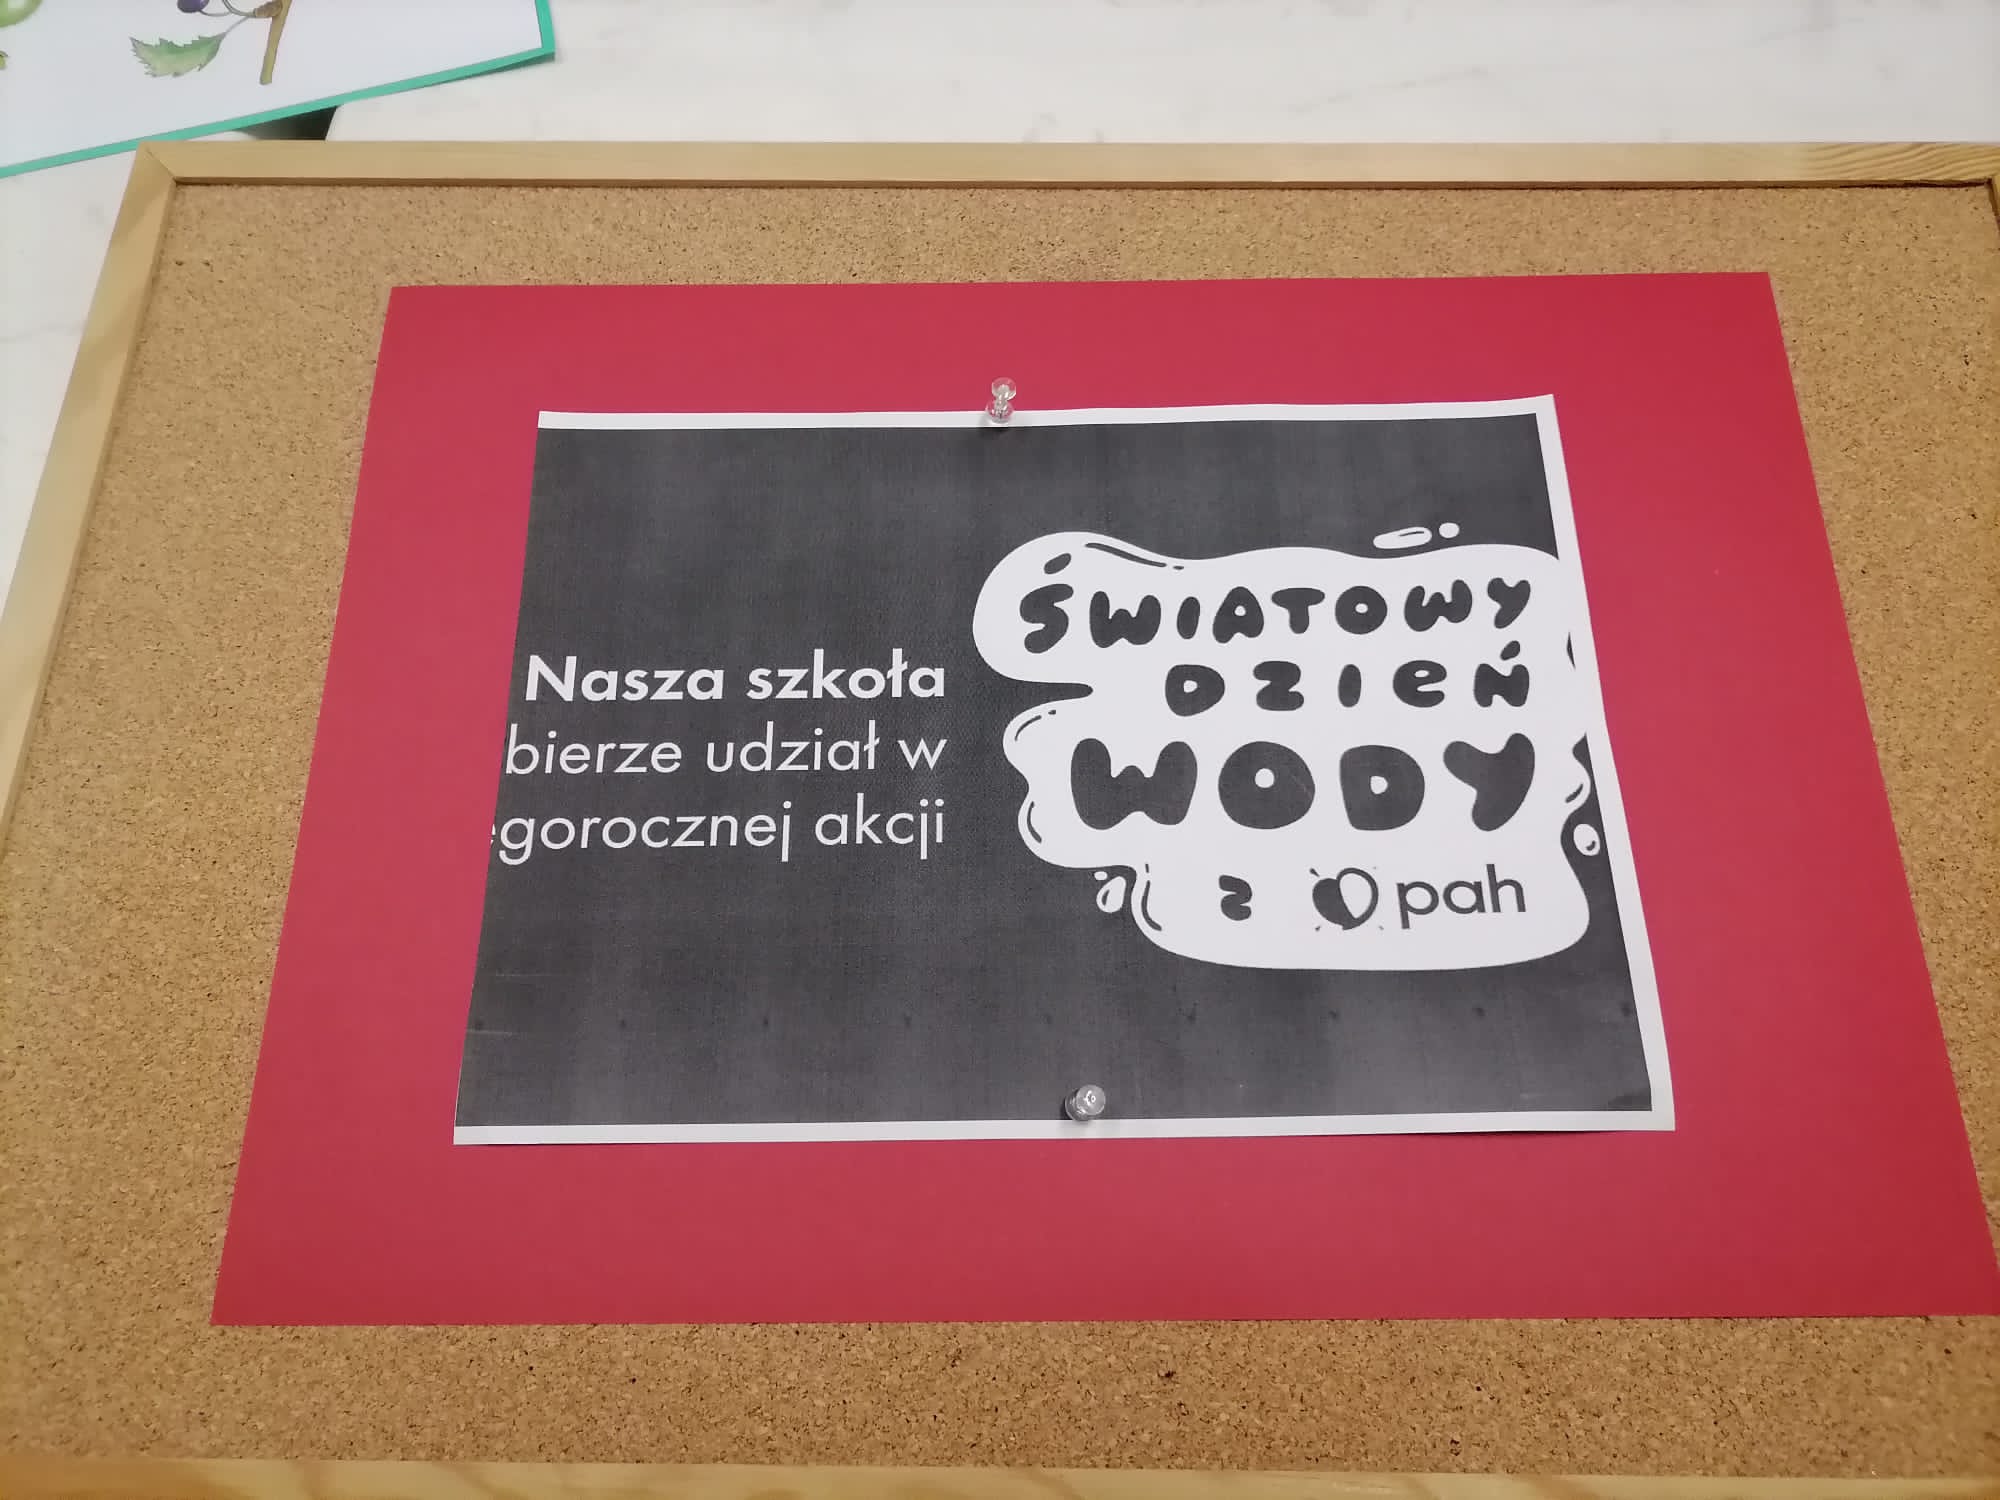 Nasza szkoła
bierze udział w
egorocznej akcji
ŚWIATOWY
DZIEŃ
WODY
z pah